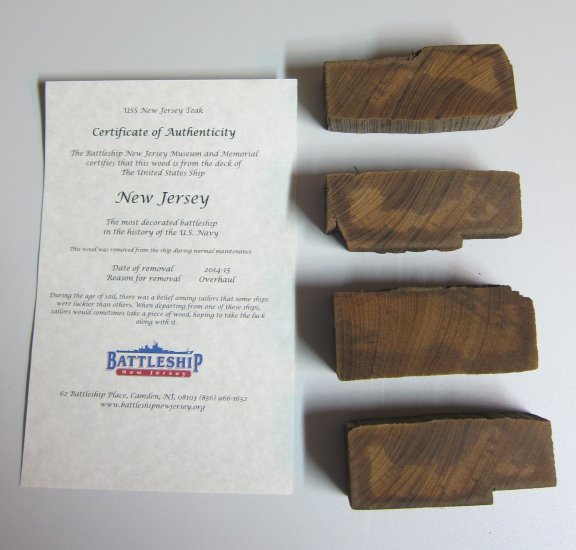 USS New Jersey Teak
Certificate of Authenticity
The Battleship New Jersey Museum and Memorial
certifies that this wood is from the deck of
The United States Ship
New Jersey
The most decorated battleship
in the history of the U.S. Navy
This wood was removed from the ship during normal maintenance
Date of removal 2014-15
Reason for removal Overhaul
During the age of sail, there was a belief among sailors that some ships
were luckier than others. When departing from one of these ships,
sailors would sometimes take a piece of wood, hoping to take the luck
along with it.
BATTLESHIP
New Jersey
62 Battleship Place, Camden, NJ, 08103 (856) 966-1652
www.battleshipnewjersey.org